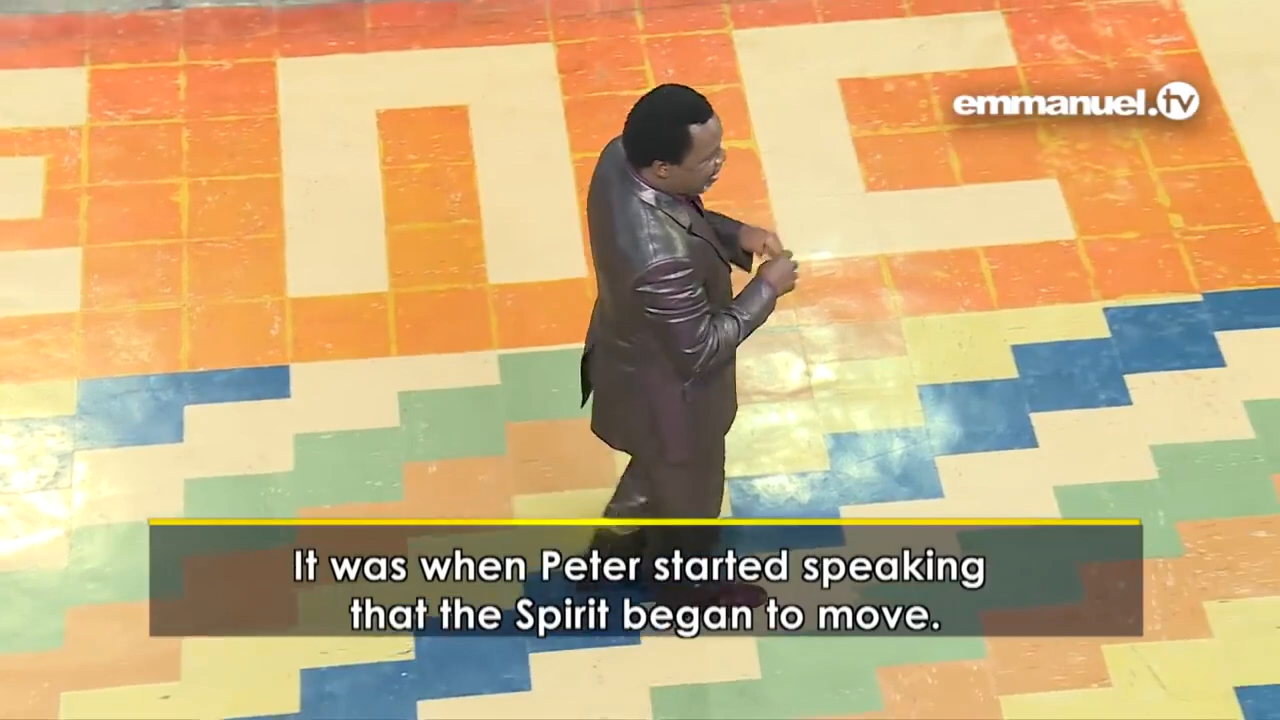 emmanuel.tv
It was when Peter started speaking
that the Spirit began to move.